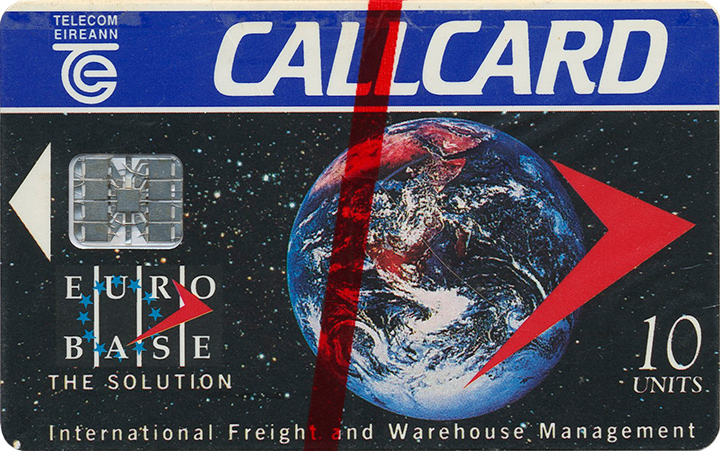 TELECOM
EIREANN
CALLCARD
EURO
BASE
THE SOLUTION
10
UNITS
International Freight and Warehouse Management